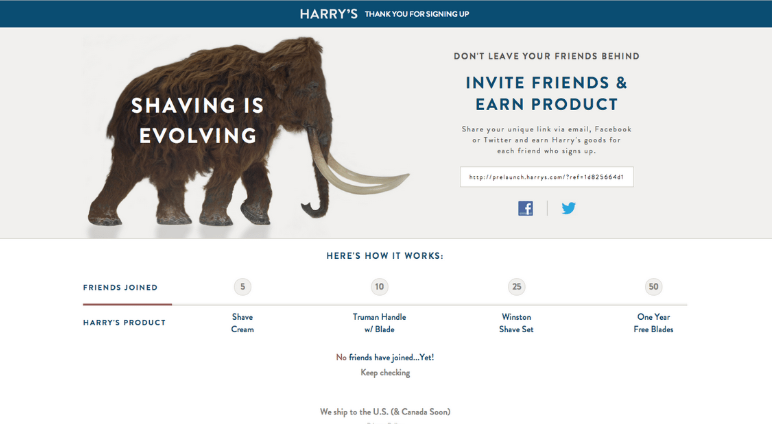 HARRY'S THANK YOU FOR SIGNING UP
SHAVING IS
EVOLVING
DON'T LEAVE YOUR FRIENDS BEHIND
INVITE FRIENDS &
EARN PRODUCT
Share your unique link via email, Facebook
or Twitter and earn Harry's goods for
each friend who signs up.
http://prelaunch.harrys.com/?ref=1d825664d1
HERE'S HOW IT WORKS:
FRIENDS JOINED 5 10 25 50
HARRY'S PRODUCT
Shave
Cream
Truman Handle
w/ Blade
Winston
Shave Set
One Year
Free Blades
No friends have joined...Yet!
Keep checking
We ship to the U.S. (& Canada Soon)